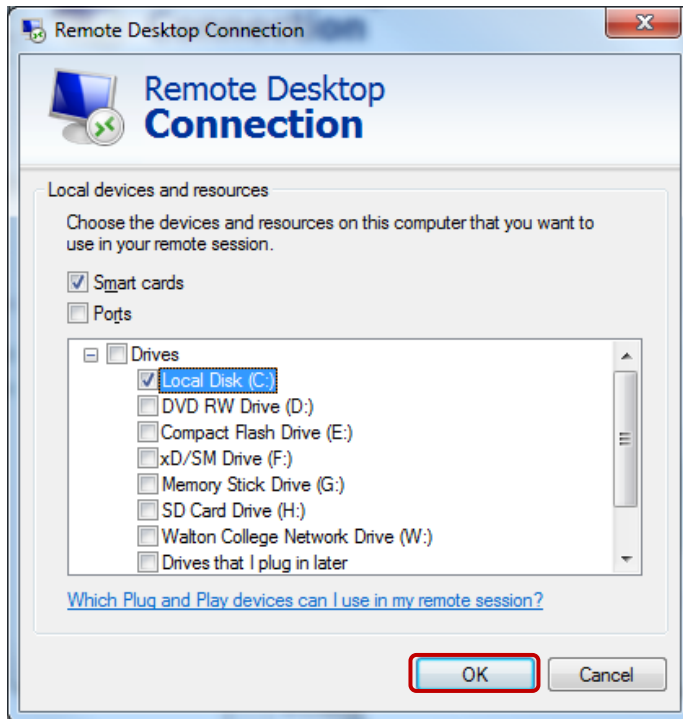 Remote Desktop Connection
Remote Desktop
Connection
Local devices and resources
Choose the devices and resources on this computer that you want to
use in your remote session.
Smart cards
Ports
Drives
Local Disk (C:)
DVD RW Drive (D:)
Compact Flash Drive (E:)
xD/SM Drive (F:)
Memory Stick Drive (G:)
SD Card Drive (H:)
Walton College Network Drive (W:)
Drives that I plug in later
Which Plug and Play devices can I use in my remote session?
OK
Cancel